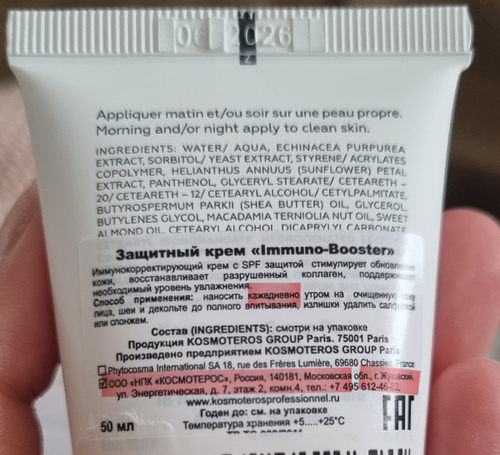 06 2026
Appliquer matin et/ou soir sur une peau propre.
Morning and/or night apply to clean skin.
INGREDIENTS: WATER/ AQUA, ECHINACEA PURPUREA
EXTRACT, SORBITOL/ YEAST EXTRACT, STYRENE/ ACRYLATES
COPOLYMER, HELIANTHUS ANNUUS (SUNFLOWER) PETAL
EXTRACT, PANTHENOL, GLYCERYL STEARATE/ CETEARETH –
20/ CETEARETH – 12/ CETEARYL ALCOHOL/ CETYLPALMITATE,
BUTYROSPERMUM PARKII (SHEA BUTTER) OIL, GLYCEROL,
BUTYLENES GLYCOL, MACADAMIA TERNIOLIA NUT OIL, SWEET
ALMOND OIL, CETEARYL ALCOHOL, DICAPRYLYL CARBONATE
Защитный крем «Immuno-Booster»
Иммунокорректирующий крем с SPF защитой стимулирует обновление
кожи, восстанавливает разрушенный коллаген, поддерживает
необходимый уровень увлажнения.
Способ применения: наносить кажедневно утром на очищенную кожу
лица, шеи и декольте до полного впитывания, излишки удалить салфеткой
или спонжем.
Состав (INGREDIENTS): смотри на упаковке
Продукция KOSMOTEROS GROUP Paris. 75001 Paris
Произведено предприятием KOSMOTEROS GROUP Paris
Phytocosma International SA 18, rue des Frères Lumière, 69680 Chassieu, France
ООО «НПК «КОСМОТЕРОС», Россия, 140181, Московская обл., г. Жуковский,
ул. Энергетическая, д. 7, этаж 2, комн.4, тел.: +7 495 612-46-82,
www.kosmoterosprofessionnel.ru
Годен до: см. на упаковке
50 мл
Температура хранения +5.....+25°C
EAC